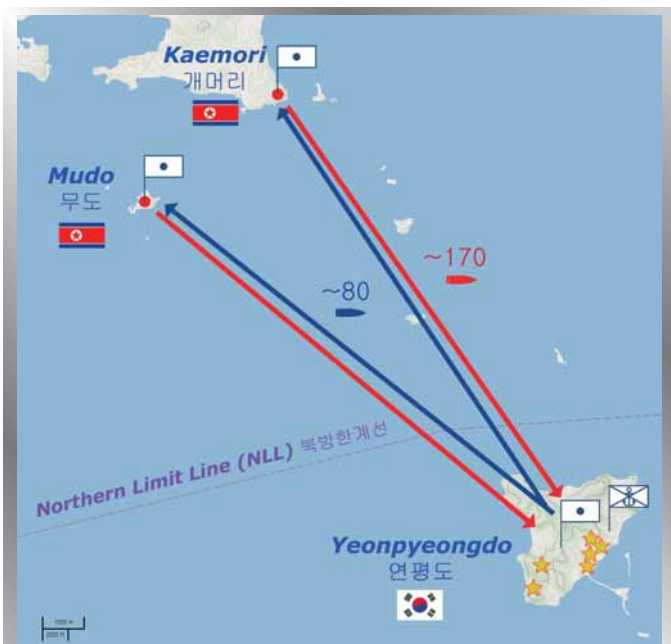 Kaemori
개머리
Mudo
무도
~170
~80
Northern Limit Line (NLL) 북방한계선
Yeonpyeongdo
연평도